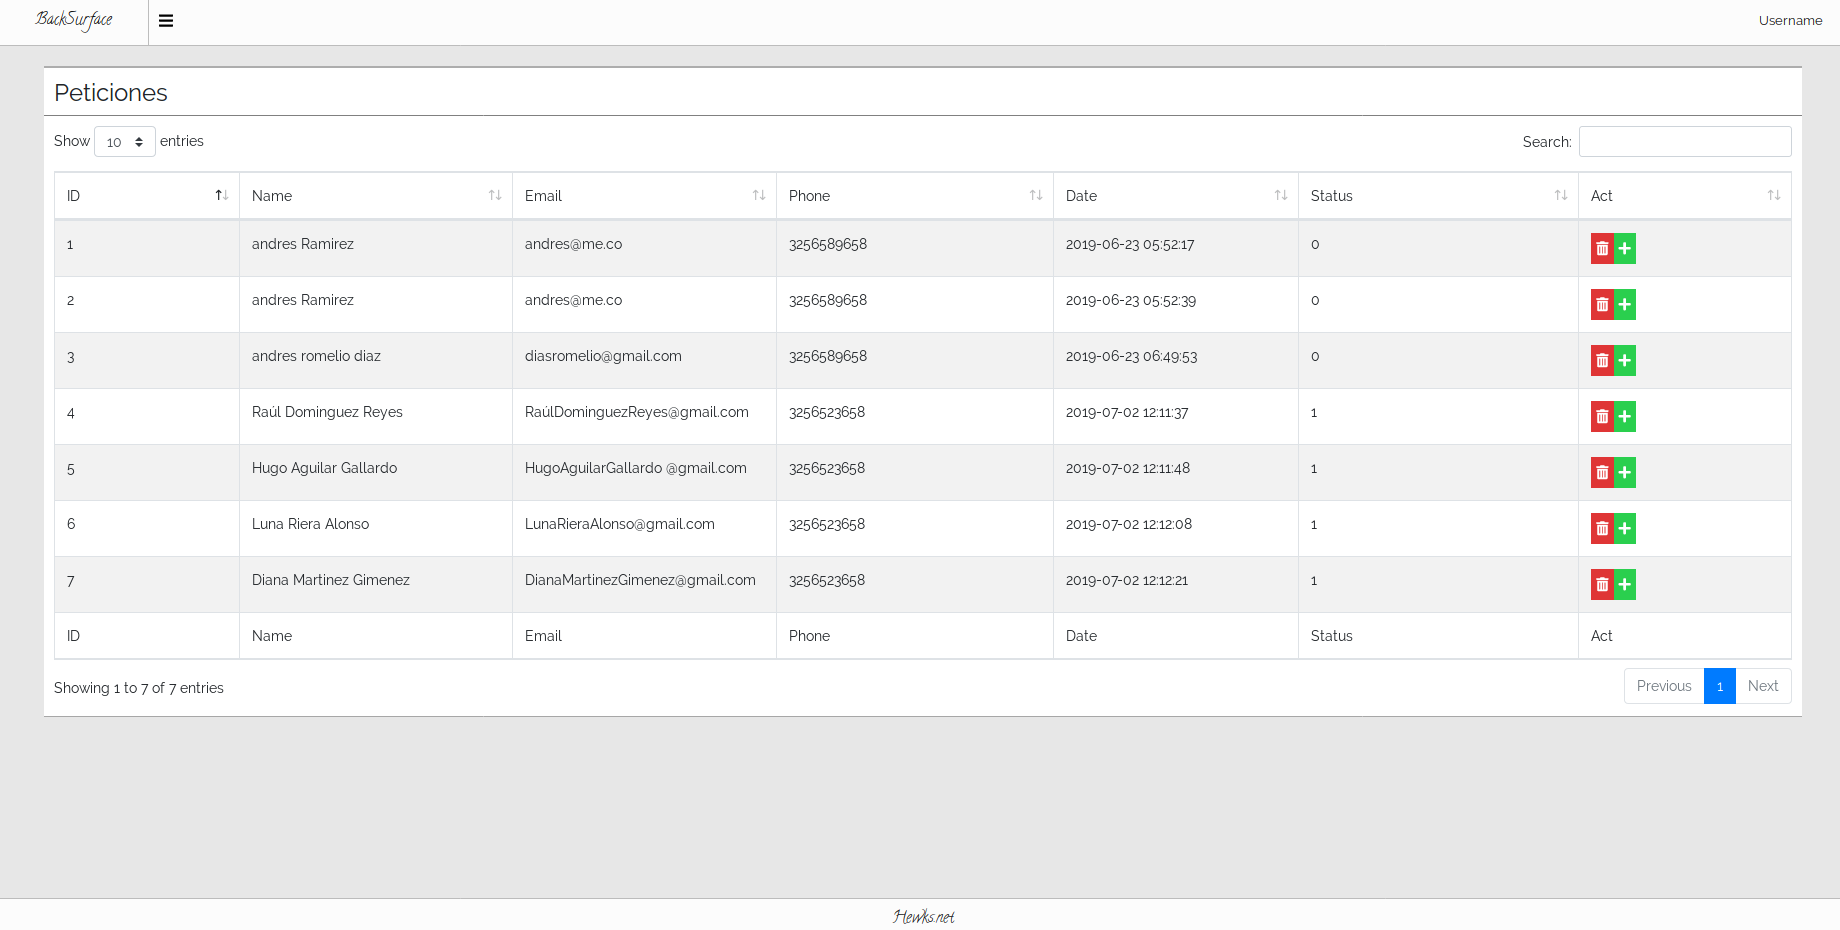 BackSurface Username
Peticiones
Show 10 entries Search:
ID Name Email Phone Date Status Act
1 andres Ramirez andres@me.co 3256589658 2019-06-23 05:52:17 0
2 andres Ramirez andres@me.co 3256589658 2019-06-23 05:52:39 0
3 andres romelio diaz diasromelio@gmail.com 3256589658 2019-06-23 06:49:53 0
4 Raúl Dominguez Reyes RaúlDominguezReyes@gmail.com 3256523658 2019-07-02 12:11:37 1
5 Hugo Aguilar Gallardo HugoAguilarGallardo @gmail.com 3256523658 2019-07-02 12:11:48 1
6 Luna Riera Alonso LunaRieraAlonso@gmail.com 3256523658 2019-07-02 12:12:08 1
7 Diana Martinez Gimenez DianaMartinezGimenez@gmail.com 3256523658 2019-07-02 12:12:21 1
ID Name Email Phone Date Status Act
Showing 1 to 7 of 7 entries Previous 1 Next
Hewks.net